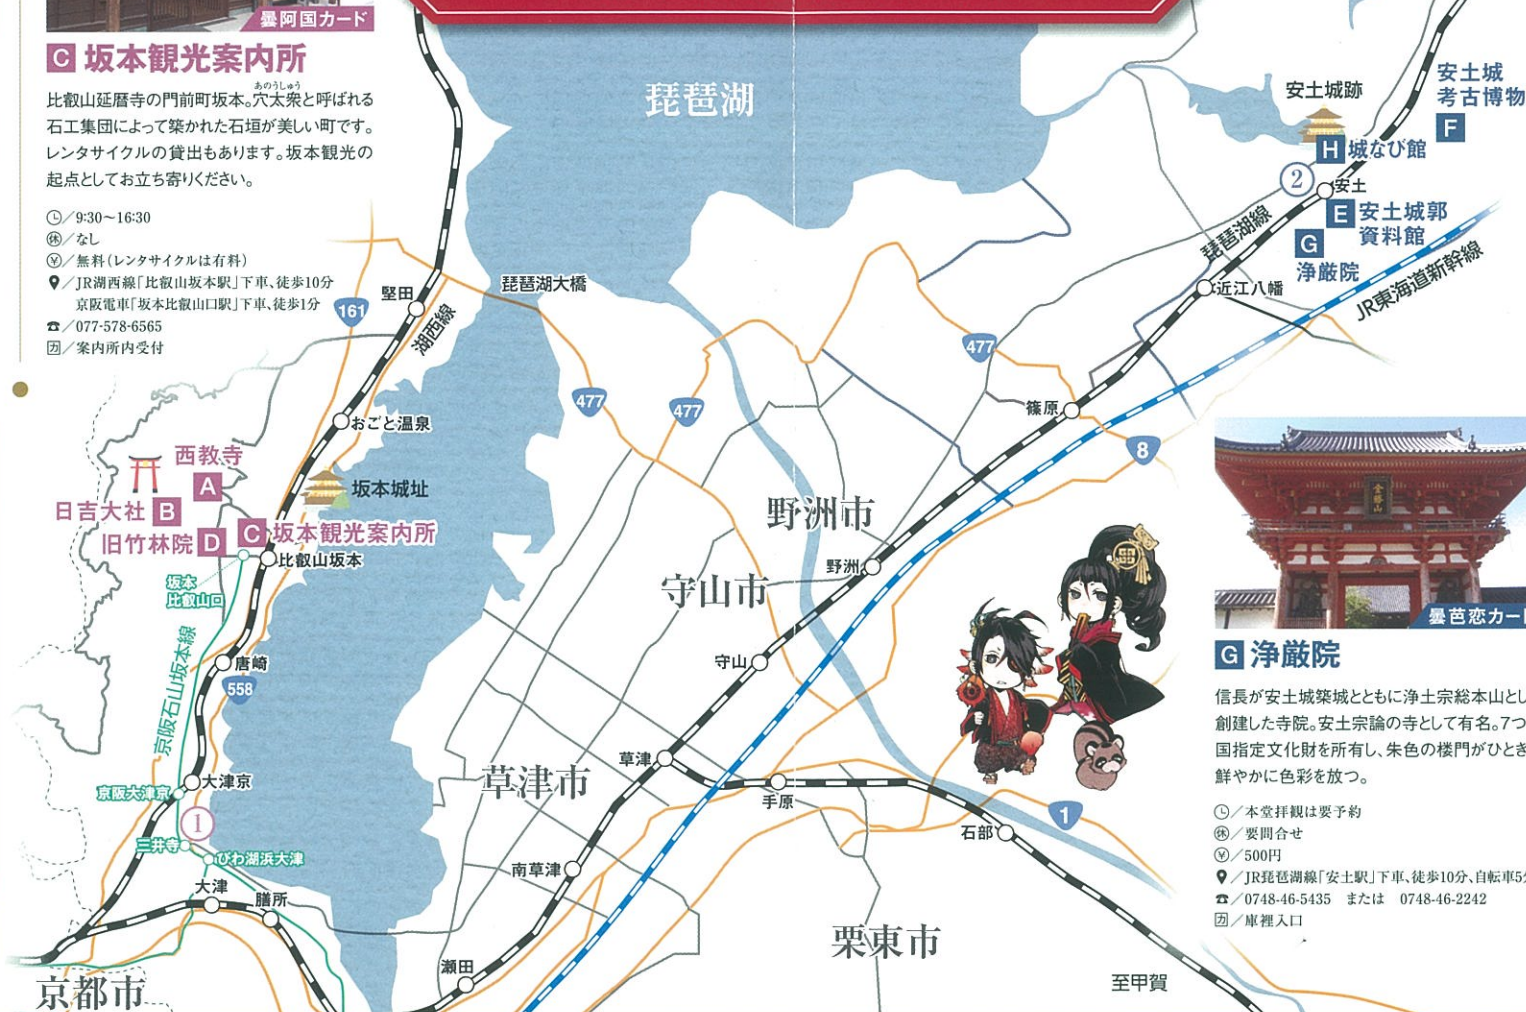 曇阿国カード
C 坂本観光案内所
あのうしゅう
比叡山延暦寺の門前町坂本。穴太衆と呼ばれる
石工集団によって築かれた石垣が美しい町です。
レンタサイクルの貸出もあります。坂本観光の
起点としてお立ち寄りください。
9:30〜16:30
休／なし
¥／無料（レンタサイクルは有料）
／JR湖西線「比叡山坂本駅」下車、徒歩10分
京阪電車「坂本比叡山口駅」下車、徒歩1分
☎／077-578-6565
カ／案内所内受付
琵琶湖
安土城跡
安土城
考古博物
F
H 城なび館
2
安土
E 安土城郭
資料館
G
浄厳院
琵琶湖線
近江八幡
JR東海道新幹線
琵琶湖大橋
堅田
161
湖西線
477
477
477
篠原
8
おごと温泉
西教寺
A
日吉大社 B
旧竹林院 D
坂本城址
C 坂本観光案内所
比叡山坂本
坂本
比叡山口
京阪石山坂本線
唐崎
558
野洲市
野洲
守山市
守山
大津京
京阪大津京
1
三井寺
びわ湖浜大津
大津
膳所
京都市
草津市
草津
手原
石部
1
南草津
瀬田
栗東市
至甲賀
金勝山
曇芭恋カード
G 浄厳院
信長が安土城築城とともに浄土宗総本山とし
創建した寺院。安土宗論の寺として有名。7つ
国指定文化財を所有し、朱色の楼門がひとき
鮮やかに色彩を放つ。
／本堂拝観は要予約
休／要問合せ
¥／500円
／JR琵琶湖線「安土駅」下車、徒歩10分、自転車5分
☎／0748-46-5435 または 0748-46-2242
カ／庫裡入口